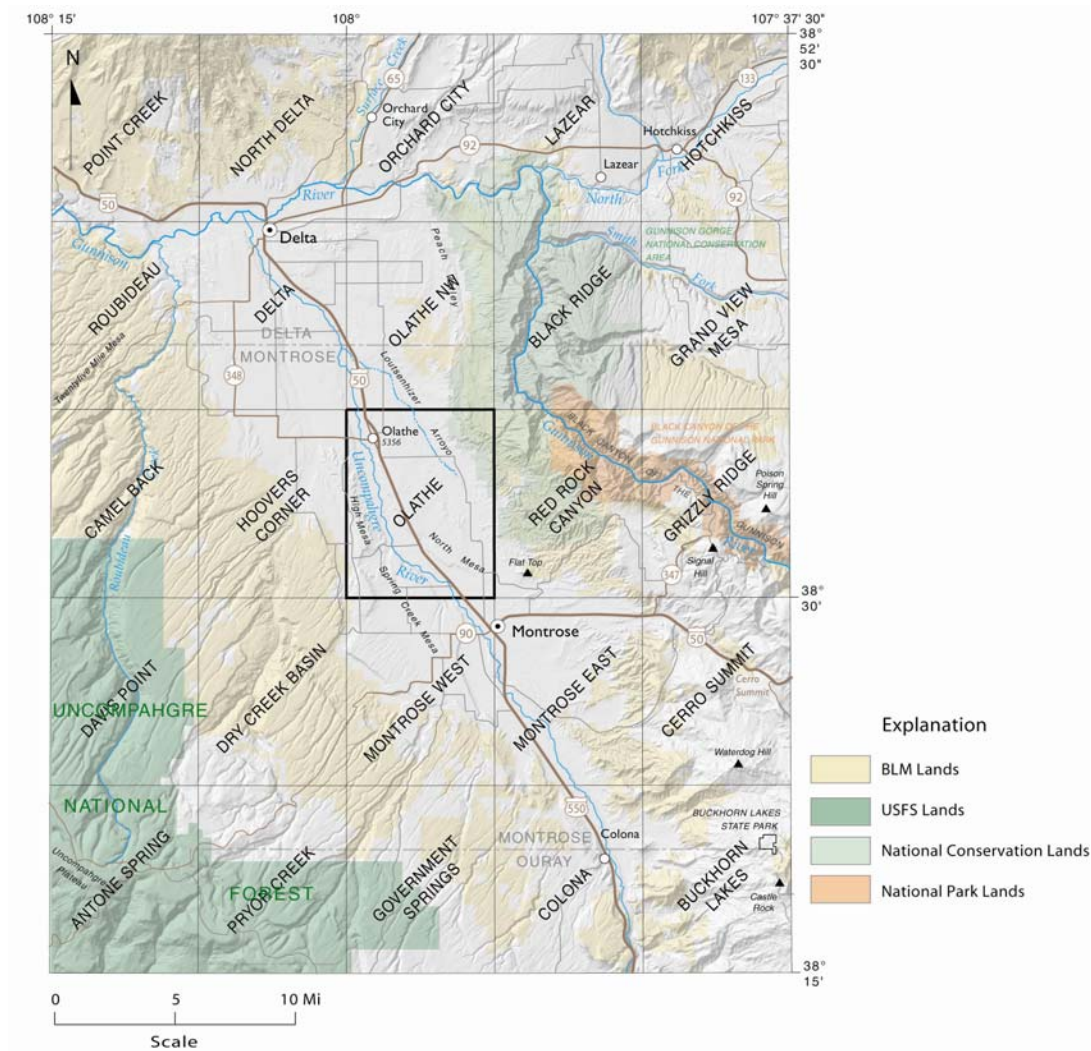 108° 15'
108°
107° 37' 30"
38°
52'
30"
N
65
133
Surface Creek
Orchard
City
POINT CREEK
NORTH DELTA
ORCHARD CITY
LAZEAR
Hotchkiss
HOTCHKISS
92
Lazear
Fork
North
River
50
92
Delta
Gunnison
Smith
Fork
GUNNISON GORGE
NATIONAL CONSERVATION
AREA
Peach Valley
ROUBIDEAU
DELTA
OLATHE NW
BLACK RIDGE
GRAND VIEW
MESA
DELTA
MONTROSE
Twentyfive Mile Mesa
348
50
Loutsenhizer
Arroyo
Olathe
5356
BLACK CANYON OF THE
GUNNISON NATIONAL PARK
BLACK CANYON OF THE GUNNISON
Gunnison
River
CAMEL BACK
HOOVERS
CORNER
Uncompahgre
River
High Mesa
OLATHE
North Mesa
RED ROCK
CANYON
GRIZZLY RIDGE
Poison
Spring
Hill
Roubideau
Flat Top
Signal
Hill
347
Spring Creek Mesa
38°
30'
90
Montrose
50
DAVIS POINT
UNCOMPAHGRE
DRY CREEK BASIN
MONTROSE WEST
MONTROSE EAST
CERRO SUMMIT
Cerro
Summit
Waterdog Hill
NATIONAL
550
MONTROSE
OURAY
Colona
BUCKHORN LAKES
STATE PARK
Uncompahgre
Plateau
ANTONE SPRING
PRYOR CREEK
FOREST
GOVERNMENT
SPRINGS
COLONA
BUCKHORN
LAKES
Castle
Rock
38°
15'
Explanation
BLM Lands
USFS Lands
National Conservation Lands
National Park Lands
0 5 10 Mi
Scale